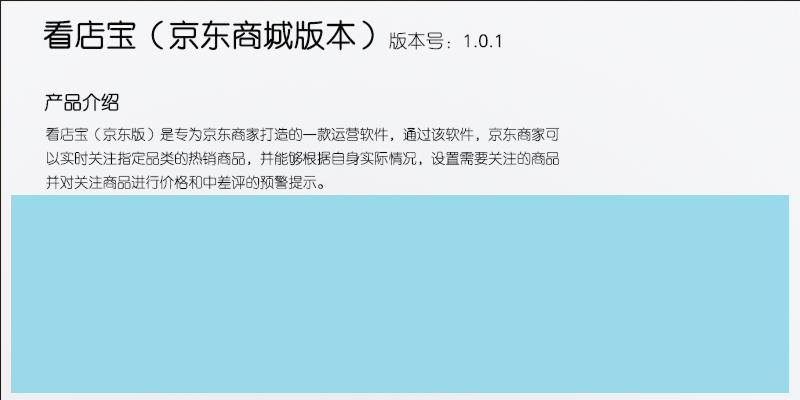 看店宝（京东商城版本）版本号：1.0.1
产品介绍
看店宝（京东版）是专为京东商家打造的一款运营软件，通过该软件，京东商家可
以实时关注指定品类的热销商品，并能够根据自身实际情况，设置需要关注的商品
并对关注商品进行价格和中差评的预警提示。